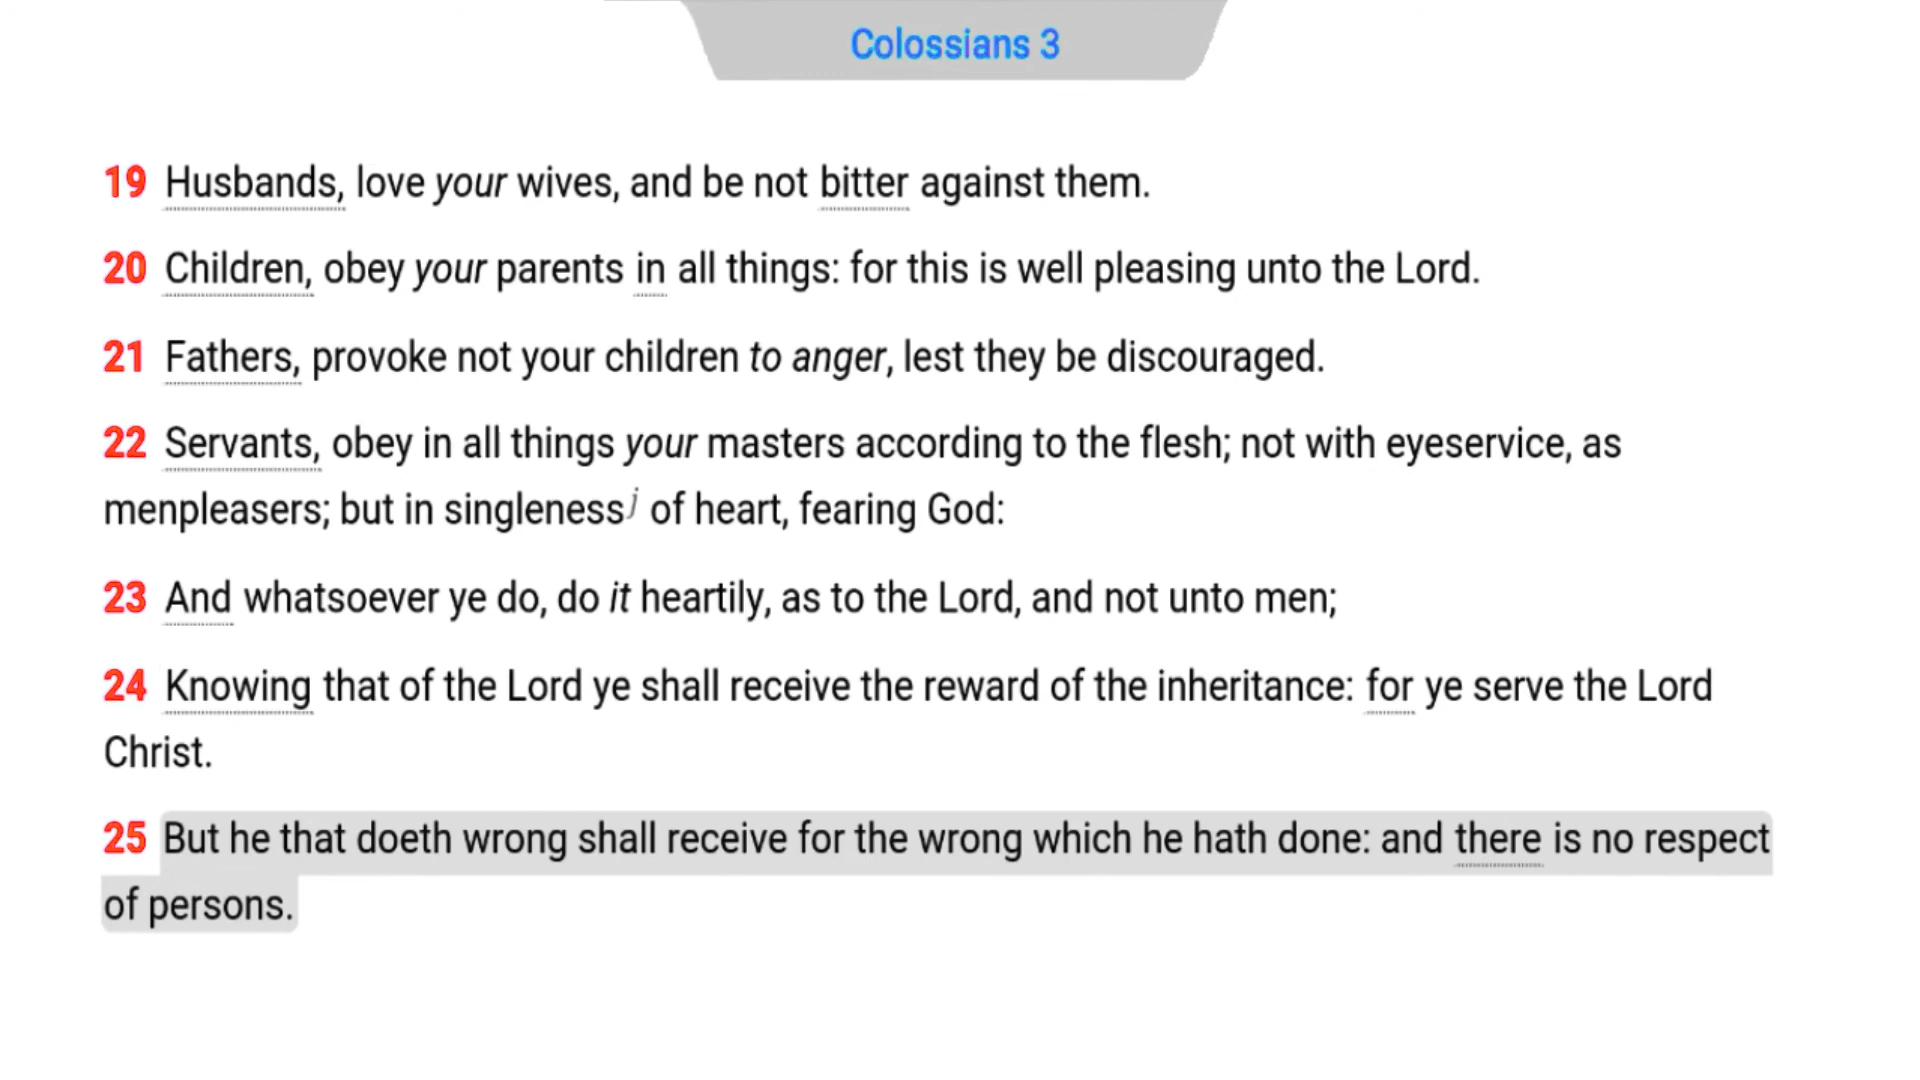 Colossians 3
19 Husbands, love your wives, and be not bitter against them.
20 Children, obey your parents in all things: for this is well pleasing unto the Lord.
21 Fathers, provoke not your children to anger, lest they be discouraged.
22 Servants, obey in all things your masters according to the flesh; not with eyeservice, as
menpleasers; but in singleness j of heart, fearing God:
23 And whatsoever ye do, do it heartily, as to the Lord, and not unto men;
24 Knowing that of the Lord ye shall receive the reward of the inheritance: for ye serve the Lord
Christ.
25 But he that doeth wrong shall receive for the wrong which he hath done: and there is no respect
of persons.